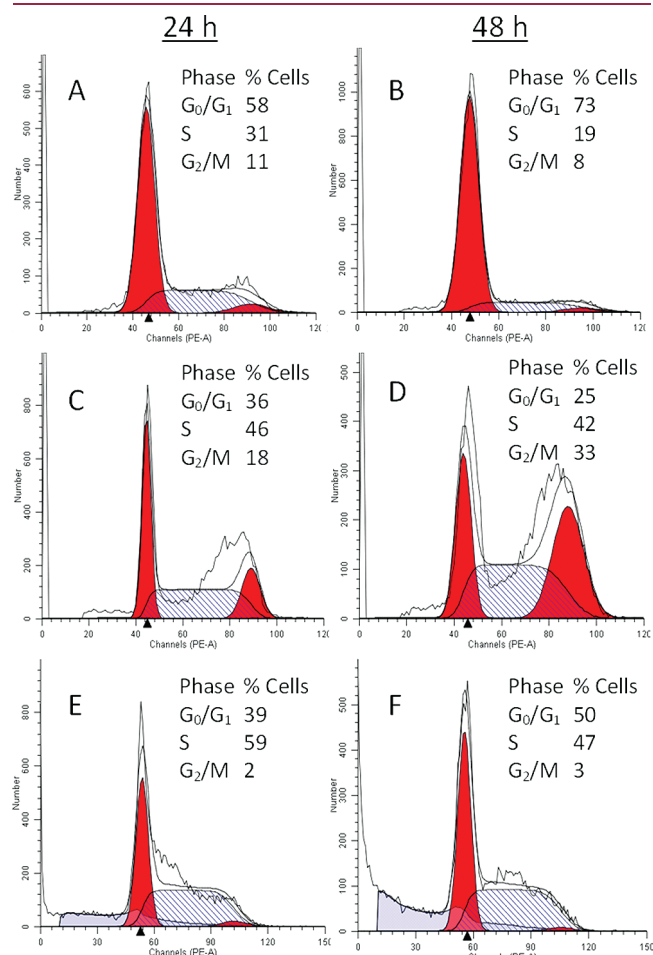 24 h
48 h
A
Phase % Cells
G₀/G₁ 58
S 31
G₂/M 11
Number
600
500
400
300
200
100
0
0 20 40 60 80 100 120
Channels (PE-A)
B
Phase % Cells
G₀/G₁ 73
S 19
G₂/M 8
Number
1000
800
600
400
200
0
0 20 40 60 80 100 120
Channels (PE-A)
C
Phase % Cells
G₀/G₁ 36
S 46
G₂/M 18
Number
800
600
400
200
0
0 20 40 60 80 100 120
Channels (PE-A)
D
Phase % Cells
G₀/G₁ 25
S 42
G₂/M 33
Number
500
400
300
200
100
0
0 20 40 60 80 100 120
Channels (PE-A)
E
Phase % Cells
G₀/G₁ 39
S 59
G₂/M 2
Number
800
600
400
200
0
0 30 60 90 120 150
Channels (PE-A)
F
Phase % Cells
G₀/G₁ 50
S 47
G₂/M 3
Number
500
400
300
200
100
0
0 30 60 90 120 150
Channels (PE-A)